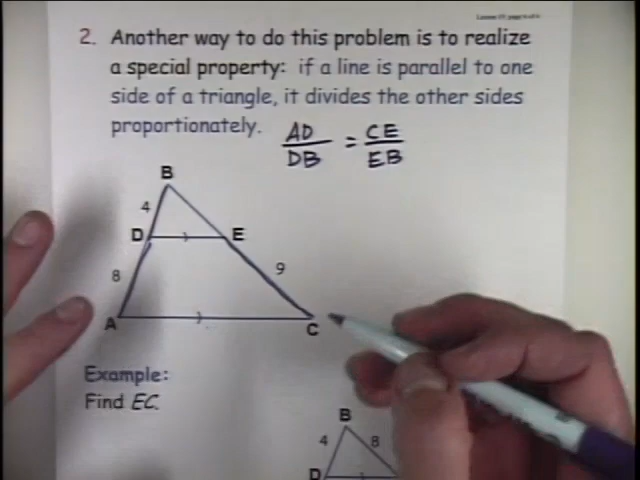 2. Another way to do this problem is to realize
a special property: if a line is parallel to one
side of a triangle, it divides the other sides
proportionately. AD/DB = CE/EB
B
4
D E
8 9
A C
Example:
Find EC.
B
4 8
D